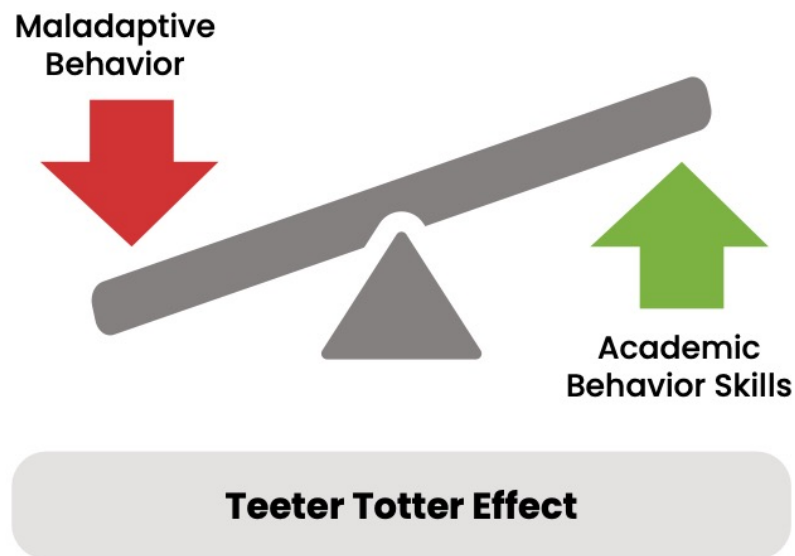 Maladaptive
Behavior
Academic
Behavior Skills
Teeter Totter Effect